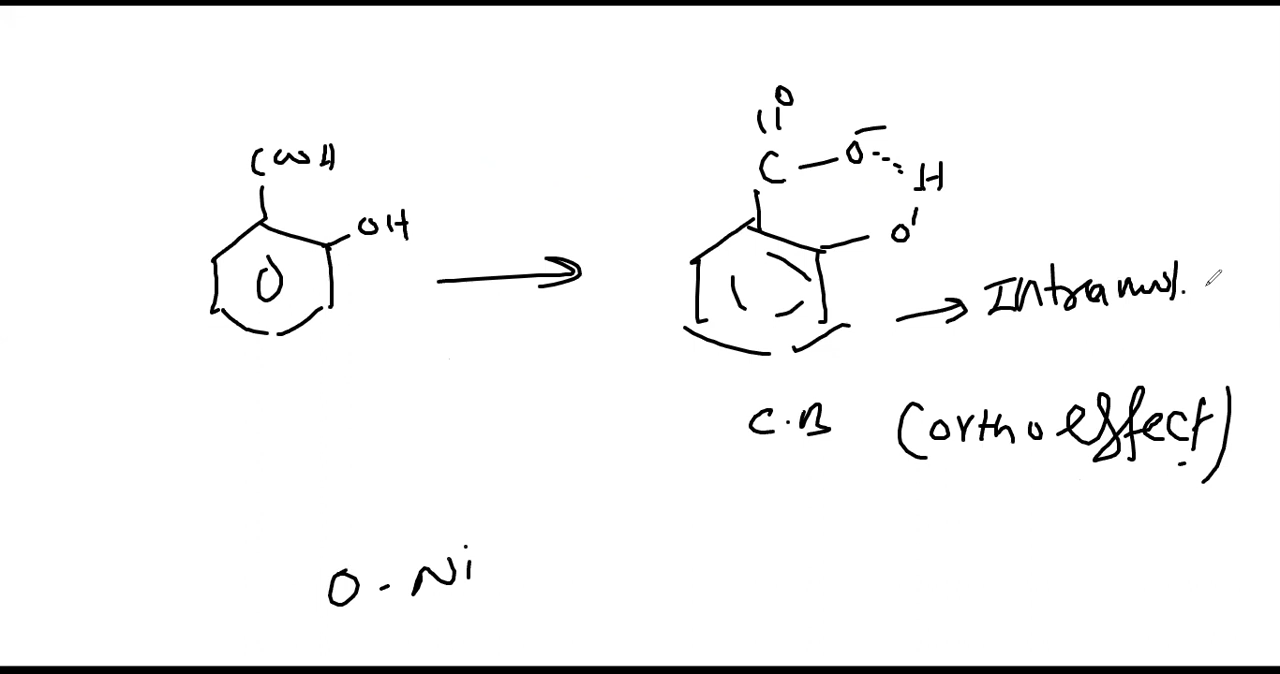 COOH
OH
O
C – O⁻ ··· H
O
→ Intramol.
C.B (ortho effect)
O - Ni